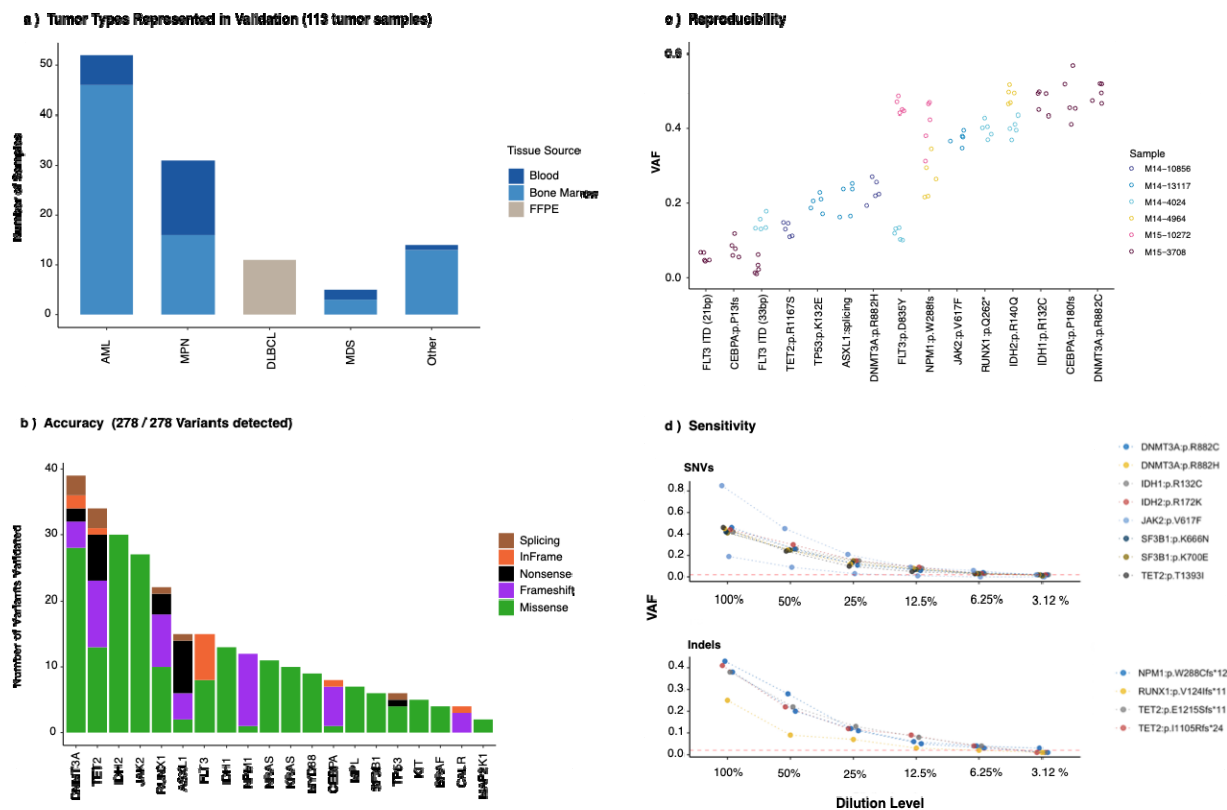 a ) Tumor Types Represented in Validation (113 tumor samples)
Number of Samples
50
40
30
20
10
0
AML
MPN
DLBCL
MDS
Other
Tissue Source
Blood
Bone Marrow
FFPE
c ) Reproducibility
VAF
0.6
0.4
0.2
0.0
FLT3 ITD (21bp)
CEBPA:p.P13fs
FLT3 ITD (33bp)
TET2:p.R1167S
TP53:p.K132E
ASXL1:splicing
DNMT3A:p.R882H
FLT3:p.D835Y
NPM1:p.W288fs
JAK2:p.V617F
RUNX1:p.Q262*
IDH2:p.R140Q
IDH1:p.R132C
CEBPA:p.P180fs
DNMT3A:p.R882C
Sample
M14-10856
M14-13117
M14-4024
M14-4964
M15-10272
M15-3708
b ) Accuracy (278 / 278 Variants detected)
Number of Variants Validated
40
30
20
10
0
DNMT3A
TET2
IDH2
JAK2
RUNX1
ASXL1
FLT3
IDH1
NPM1
NRAS
KRAS
MYD88
CEBPA
MPL
SF3B1
TP53
KIT
BRAF
CALR
MAP2K1
Splicing
InFrame
Nonsense
Frameshift
Missense
d ) Sensitivity
SNVs
0.8
0.6
0.4
0.2
0.0
100%
50%
25%
12.5%
6.25%
3.12 %
DNMT3A:p.R882C
DNMT3A:p.R882H
IDH1:p.R132C
IDH2:p.R172K
JAK2:p.V617F
SF3B1:p.K666N
SF3B1:p.K700E
TET2:p.T1393I
VAF
Indels
0.4
0.3
0.2
0.1
0.0
100%
50%
25%
12.5%
6.25%
3.12%
Dilution Level
NPM1:p.W288Cfs*12
RUNX1:p.V124Ifs*11
TET2:p.E1215Sfs*11
TET2:p.I1105Rfs*24